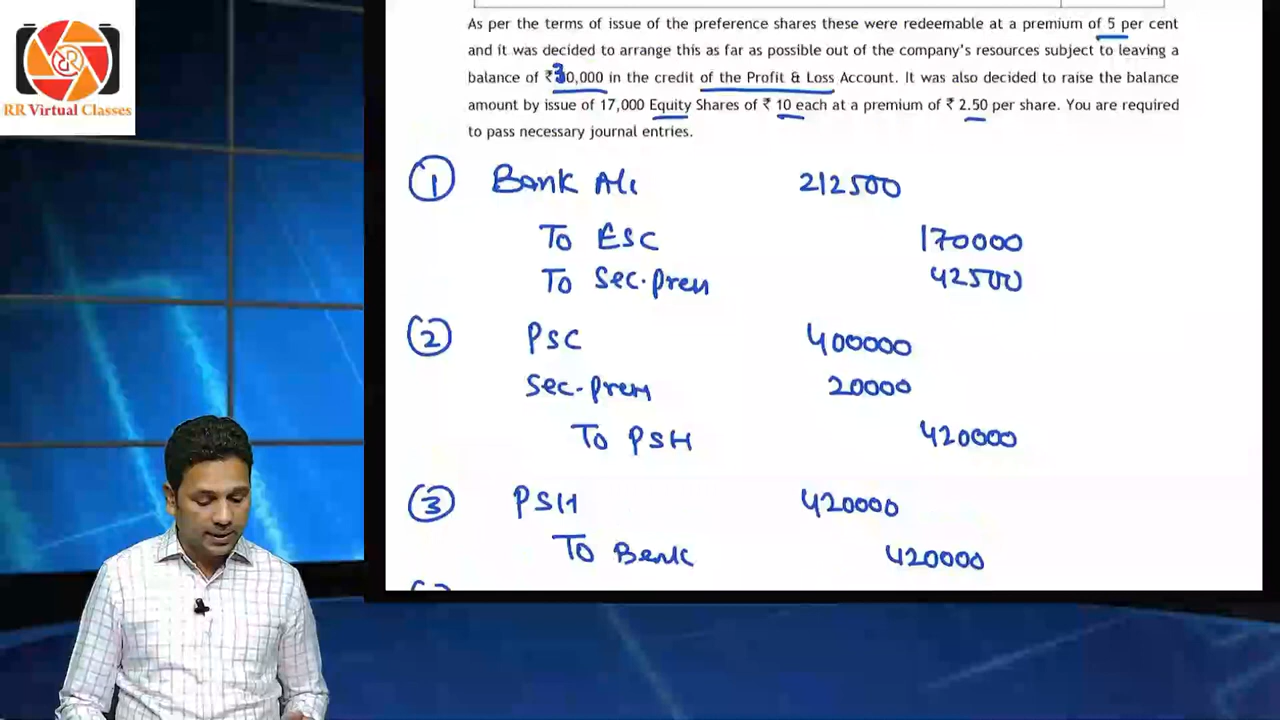 RR Virtual Classes
As per the terms of issue of the preference shares these were redeemable at a premium of 5 per cent
and it was decided to arrange this as far as possible out of the company's resources subject to leaving a
balance of ₹30,000 in the credit of the Profit & Loss Account. It was also decided to raise the balance
amount by issue of 17,000 Equity Shares of ₹ 10 each at a premium of ₹ 2.50 per share. You are required
to pass necessary journal entries.
① Bank A/c 212500
To ESC 170000
To Sec.prem 42500
② PSC 400000
Sec-prem 20000
To PSH 420000
③ PSH 420000
To Bank 420000